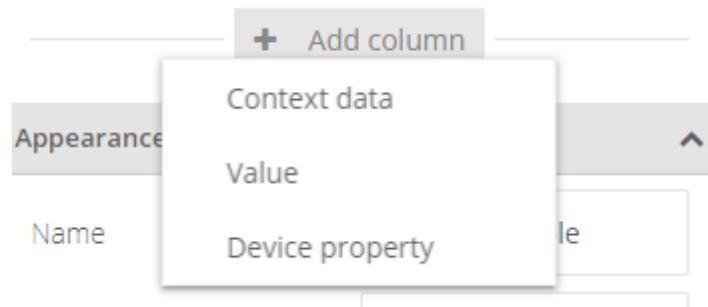 + Add column
Context data
Appearance
Value
Name
le
Device property